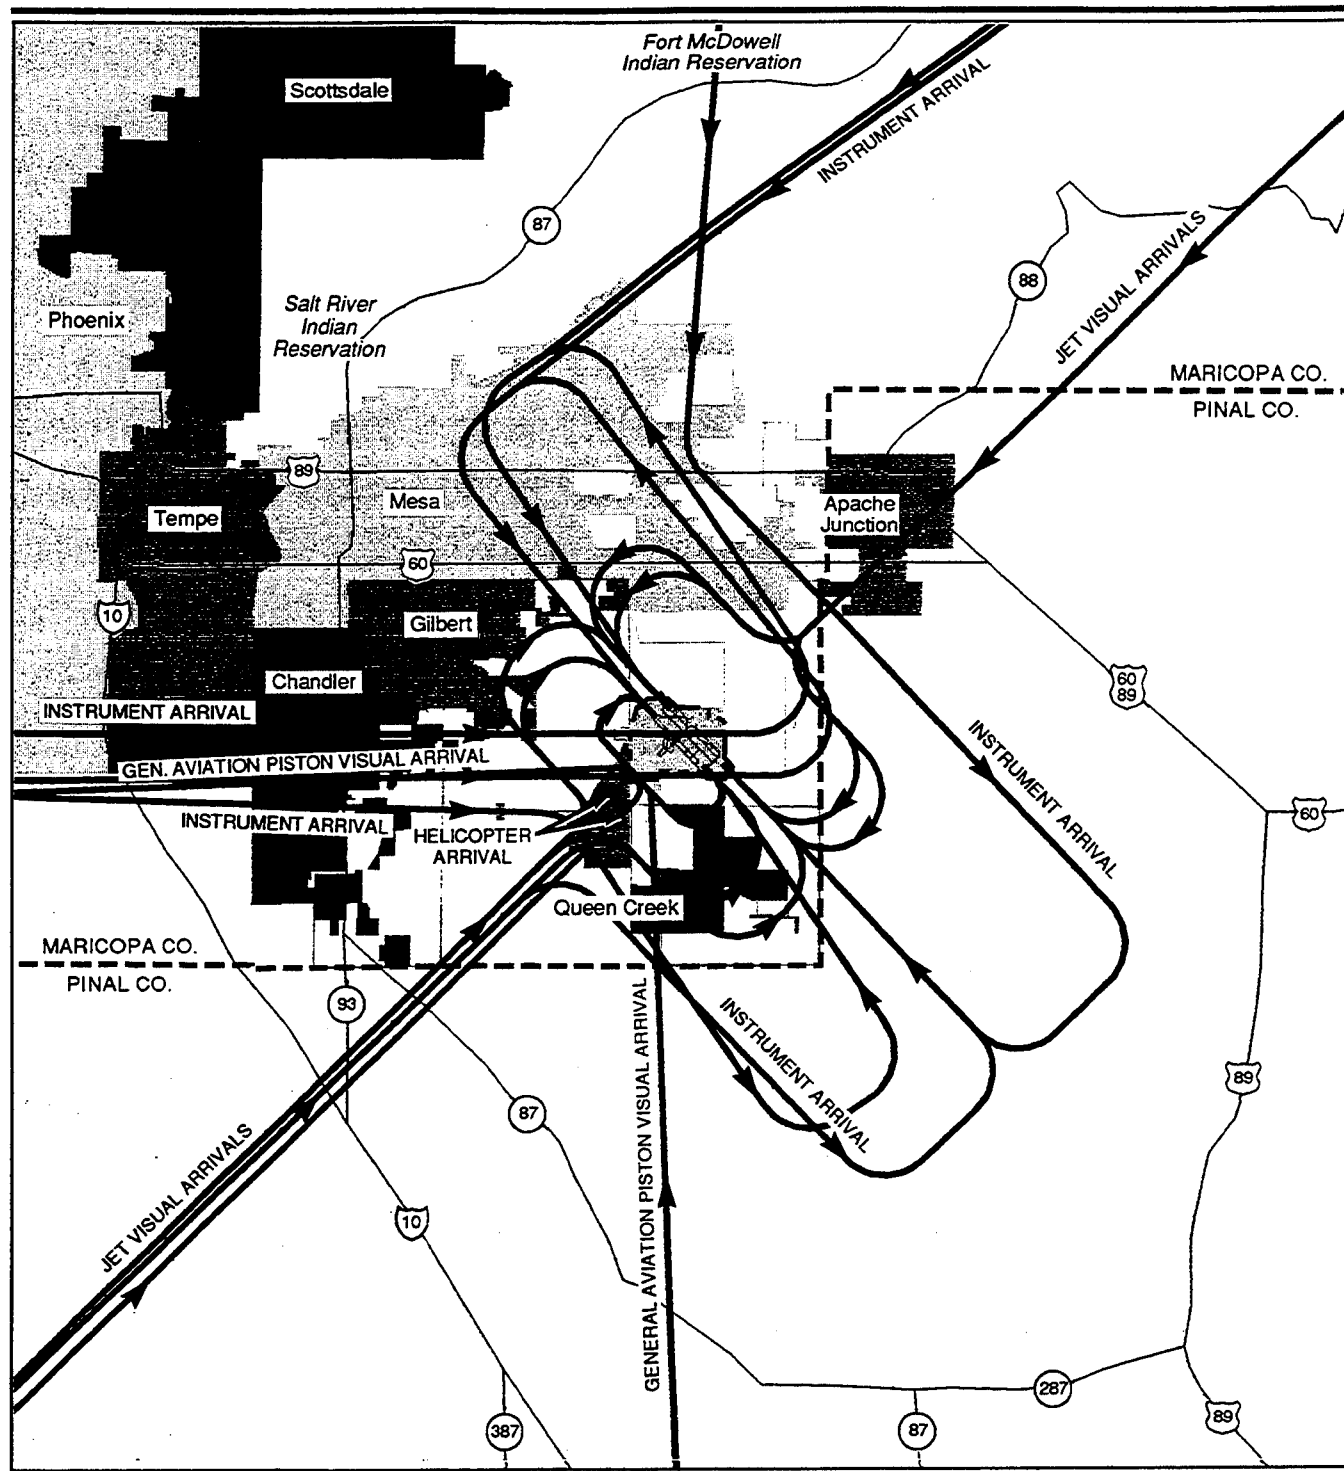 Fort McDowell
Indian Reservation
Scottsdale
INSTRUMENT ARRIVAL
87
JET VISUAL ARRIVALS
88
Salt River
Indian
Reservation
Phoenix
MARICOPA CO.
PINAL CO.
89
Mesa
Tempe
Apache
Junction
60
10
Gilbert
Chandler
60
89
INSTRUMENT ARRIVAL
INSTRUMENT ARRIVAL
GEN. AVIATION PISTON VISUAL ARRIVAL
INSTRUMENT ARRIVAL
HELICOPTER
ARRIVAL
60
Queen Creek
MARICOPA CO.
PINAL CO.
93
INSTRUMENT ARRIVAL
GENERAL AVIATION PISTON VISUAL ARRIVAL
89
87
JET VISUAL ARRIVALS
10
287
387
87
89